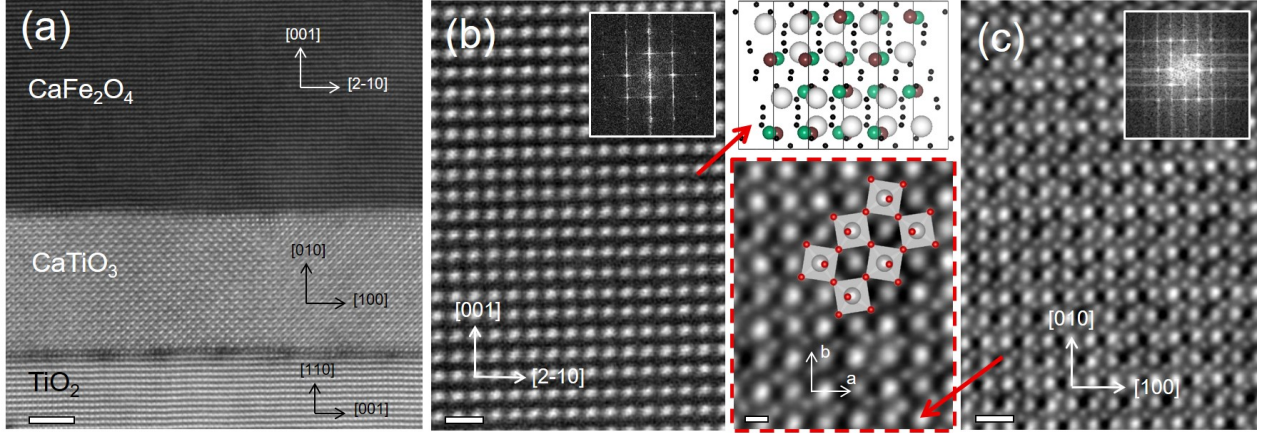 (a)
[001]
CaFe2O4
[2-10]
CaTiO3
[010]
[100]
TiO2
[110]
[001]
(b)
[001]
[2-10]
b
a
(c)
[010]
[100]